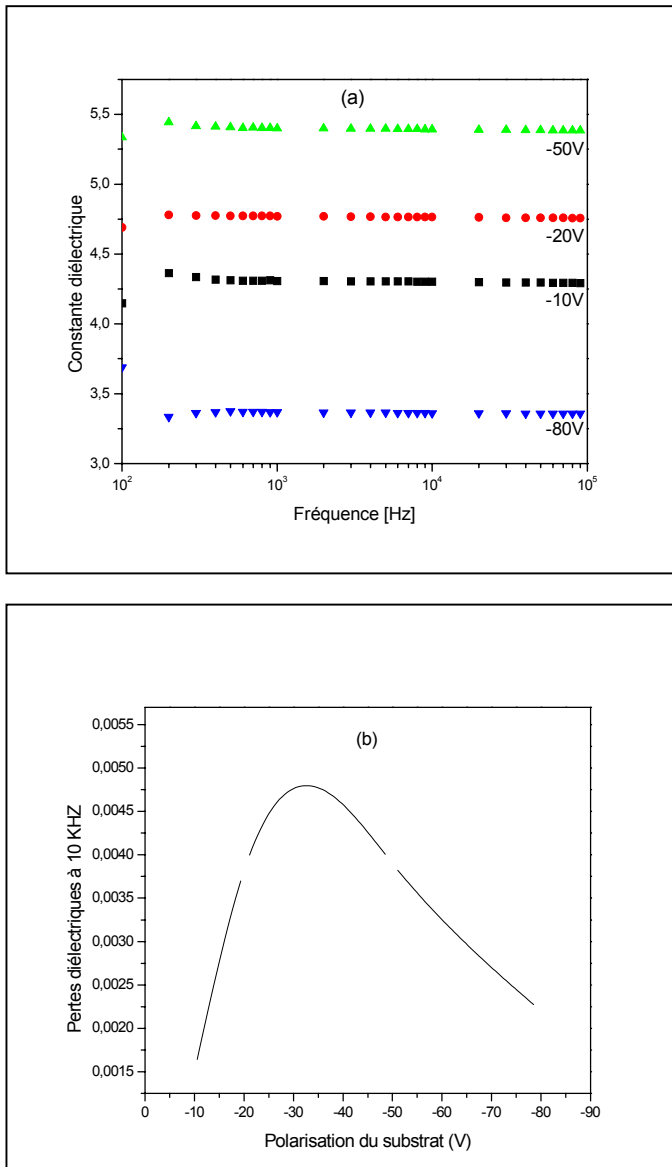 (a)
5,5
5,0
4,5
4,0
3,5
3,0
Constante diélectrique
-50V
-20V
-10V
-80V
10² 10³ 10⁴ 10⁵
Fréquence [Hz]
(b)
0,0055
0,0050
0,0045
0,0040
0,0035
0,0030
0,0025
0,0020
0,0015
Pertes diélectriques à 10 KHZ
0 -10 -20 -30 -40 -50 -60 -70 -80 -90
Polarisation du substrat (V)